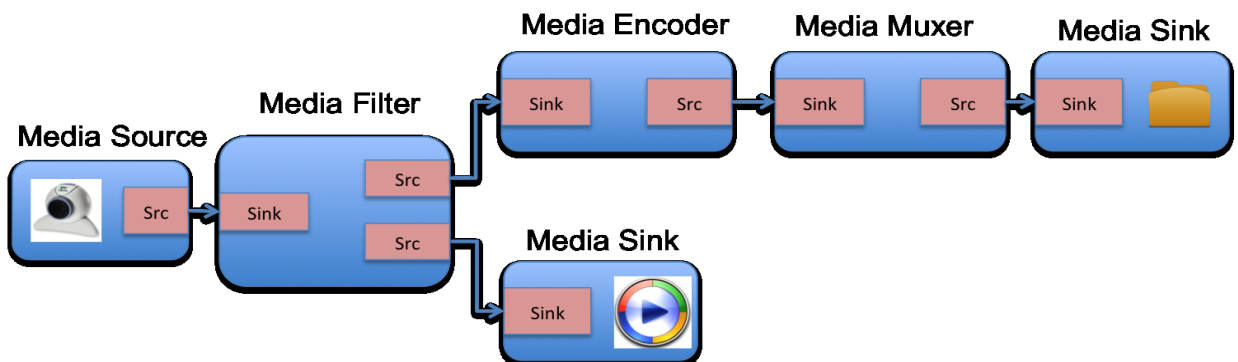 Media Encoder
Media Muxer
Media Sink
Sink
Src
Sink
Src
Sink
Media Filter
Media Source
Src
Sink
Src
Src
Media Sink
Sink